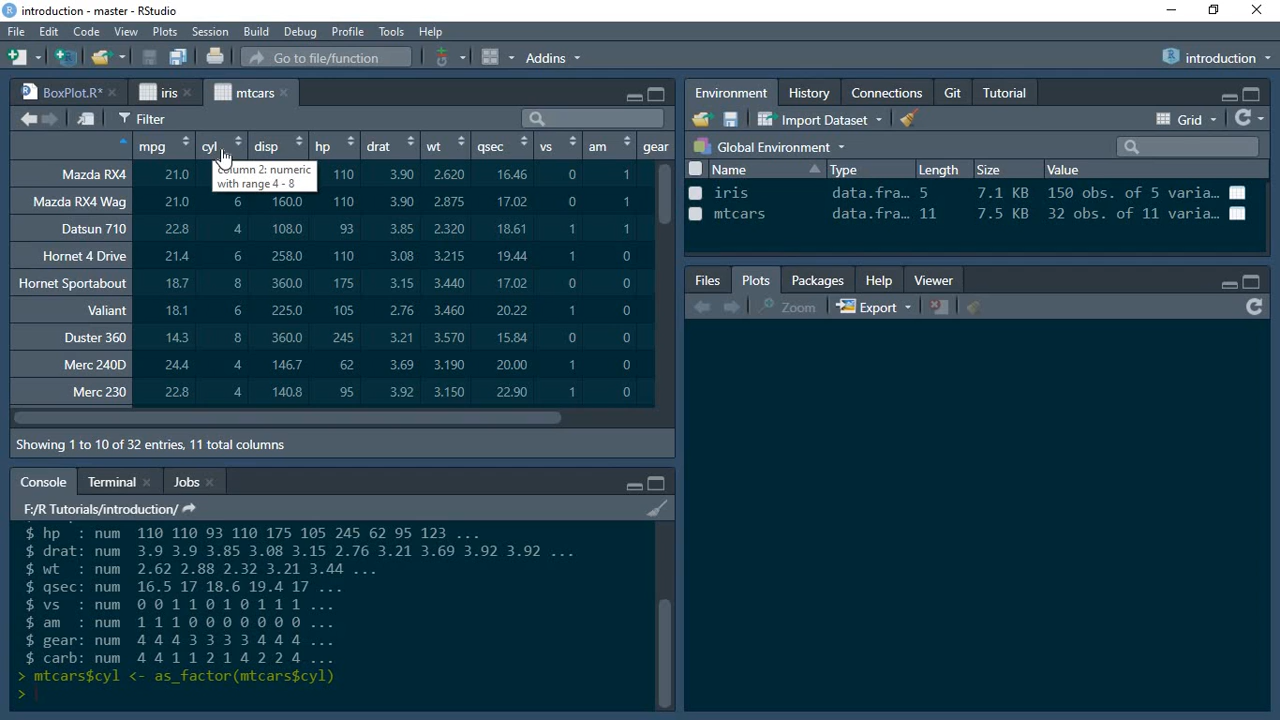 introduction - master - RStudio
File Edit Code View Plots Session Build Debug Profile Tools Help
Go to file/function Addins introduction
BoxPlot.R* iris mtcars
Filter
mpg cyl disp hp drat wt qsec vs am gear
Mazda RX4 21.0 110 3.90 2.620 16.46 0 1
column 2: numeric
with range 4 - 8
Mazda RX4 Wag 21.0 6 160.0 110 3.90 2.875 17.02 0 1
Datsun 710 22.8 4 108.0 93 3.85 2.320 18.61 1 1
Hornet 4 Drive 21.4 6 258.0 110 3.08 3.215 19.44 1 0
Hornet Sportabout 18.7 8 360.0 175 3.15 3.440 17.02 0 0
Valiant 18.1 6 225.0 105 2.76 3.460 20.22 1 0
Duster 360 14.3 8 360.0 245 3.21 3.570 15.84 0 0
Merc 240D 24.4 4 146.7 62 3.69 3.190 20.00 1 0
Merc 230 22.8 4 140.8 95 3.92 3.150 22.90 1 0
Showing 1 to 10 of 32 entries, 11 total columns
Console Terminal Jobs
F:/R Tutorials/introduction/
$ hp : num 110 110 93 110 175 105 245 62 95 123 ...
$ drat: num 3.9 3.9 3.85 3.08 3.15 2.76 3.21 3.69 3.92 3.92 ...
$ wt : num 2.62 2.88 2.32 3.21 3.44 ...
$ qsec: num 16.5 17 18.6 19.4 17 ...
$ vs : num 0 0 1 1 0 1 0 1 1 1 ...
$ am : num 1 1 1 0 0 0 0 0 0 0 ...
$ gear: num 4 4 4 3 3 3 3 4 4 4 ...
$ carb: num 4 4 1 1 2 1 4 2 2 4 ...
> mtcars$cyl <- as_factor(mtcars$cyl)
>
Environment History Connections Git Tutorial
Import Dataset Grid
Global Environment
Name Type Length Size Value
iris data.fra... 5 7.1 KB 150 obs. of 5 varia...
mtcars data.fra... 11 7.5 KB 32 obs. of 11 varia...
Files Plots Packages Help Viewer
Zoom Export